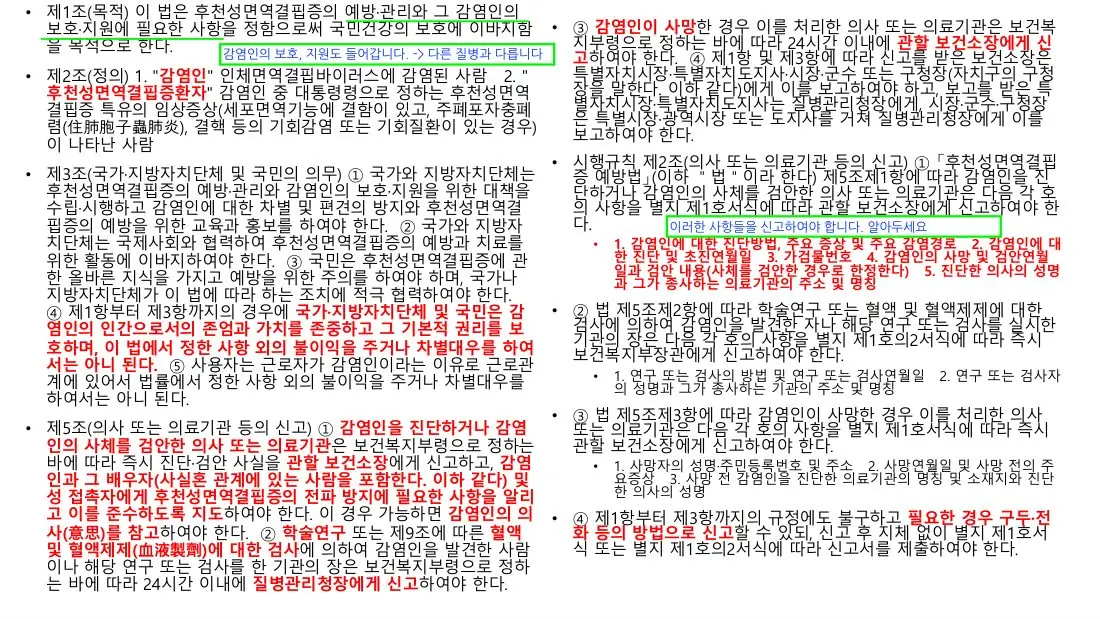 • 제1조(목적) 이 법은 후천성면역결핍증의 예방·관리와 그 감염인의
보호·지원에 필요한 사항을 정함으로써 국민건강의 보호에 이바지함
을 목적으로 한다.
감염인의 보호, 지원도 들어갑니다. -> 다른 질병과 다릅니다
• 제2조(정의) 1. "감염인" 인체면역결핍바이러스에 감염된 사람 2. "
후천성면역결핍증환자" 감염인 중 대통령령으로 정하는 후천성면역
결핍증 특유의 임상증상(세포면역기능에 결함이 있고, 주폐포자충폐
렴(住肺胞子蟲肺炎), 결핵 등의 기회감염 또는 기회질환이 있는 경우)
이 나타난 사람
• 제3조(국가·지방자치단체 및 국민의 의무) ① 국가와 지방자치단체는
후천성면역결핍증의 예방·관리와 감염인의 보호·지원을 위한 대책을
수립·시행하고 감염인에 대한 차별 및 편견의 방지와 후천성면역결
핍증의 예방을 위한 교육과 홍보를 하여야 한다. ② 국가와 지방자
치단체는 국제사회와 협력하여 후천성면역결핍증의 예방과 치료를
위한 활동에 이바지하여야 한다. ③ 국민은 후천성면역결핍증에 관
한 올바른 지식을 가지고 예방을 위한 주의를 하여야 하며, 국가나
지방자치단체가 이 법에 따라 하는 조치에 적극 협력하여야 한다.
④ 제1항부터 제3항까지의 경우에 국가·지방자치단체 및 국민은 감
염인의 인간으로서의 존엄과 가치를 존중하고 그 기본적 권리를 보
호하며, 이 법에서 정한 사항 외의 불이익을 주거나 차별대우를 하여
서는 아니 된다. ⑤ 사용자는 근로자가 감염인이라는 이유로 근로관
계에 있어서 법률에서 정한 사항 외의 불이익을 주거나 차별대우를
하여서는 아니 된다.
• 제5조(의사 또는 의료기관 등의 신고) ① 감염인을 진단하거나 감염
인의 사체를 검안한 의사 또는 의료기관은 보건복지부령으로 정하는
바에 따라 즉시 진단·검안 사실을 관할 보건소장에게 신고하고, 감염
인과 그 배우자(사실혼 관계에 있는 사람을 포함한다. 이하 같다) 및
성 접촉자에게 후천성면역결핍증의 전파 방지에 필요한 사항을 알리
고 이를 준수하도록 지도하여야 한다. 이 경우 가능하면 감염인의 의
사(意思)를 참고하여야 한다. ② 학술연구 또는 제9조에 따른 혈액
및 혈액제제(血液製劑)에 대한 검사에 의하여 감염인을 발견한 사람
이나 해당 연구 또는 검사를 한 기관의 장은 보건복지부령으로 정하
는 바에 따라 24시간 이내에 질병관리청장에게 신고하여야 한다.
③ 감염인이 사망한 경우 이를 처리한 의사 또는 의료기관은 보건복
지부령으로 정하는 바에 따라 24시간 이내에 관할 보건소장에게 신
고하여야 한다. ④ 제1항 및 제3항에 따라 신고를 받은 보건소장은
특별자치시장·특별자치도지사·시장·군수 또는 구청장(자치구의 구청
장을 말한다. 이하 같다)에게 이를 보고하여야 하고, 보고를 받은 특
별자치시장·특별자치도지사는 질병관리청장에게, 시장·군수·구청장
은 특별시장·광역시장 또는 도지사를 거쳐 질병관리청장에게 이를
보고하여야 한다.
• 시행규칙 제2조(의사 또는 의료기관 등의 신고) ① 「후천성면역결핍
증 예방법」(이하 "법"이라 한다) 제5조제1항에 따라 감염인을 진
단하거나 감염인의 사체를 검안한 의사 또는 의료기관은 다음 각 호
의 사항을 별지 제1호서식에 따라 관할 보건소장에게 신고하여야 한
다.
이러한 사항들을 신고하여야 합니다. 알아두세요
• 1. 감염인에 대한 진단방법, 주요 증상 및 주요 감염경로 2. 감염인에 대
한 진단 및 초진연월일 3. 가검물번호 4. 감염인의 사망 및 검안연월
일과 검안 내용(사체를 검안한 경우로 한정한다) 5. 진단한 의사의 성명
과 그가 종사하는 의료기관의 주소 및 명칭
• ② 법 제5조제2항에 따라 학술연구 또는 혈액 및 혈액제제에 대한
검사에 의하여 감염인을 발견한 자나 해당 연구 또는 검사를 실시한
기관의 장은 다음 각 호의 사항을 별지 제1호의2서식에 따라 즉시
보건복지부장관에게 신고하여야 한다.
• 1. 연구 또는 검사의 방법 및 연구 또는 검사연월일 2. 연구 또는 검사자
의 성명과 그가 종사하는 기관의 주소 및 명칭
• ③ 법 제5조제3항에 따라 감염인이 사망한 경우 이를 처리한 의사
또는 의료기관은 다음 각 호의 사항을 별지 제1호서식에 따라 즉시
관할 보건소장에게 신고하여야 한다.
• 1. 사망자의 성명·주민등록번호 및 주소 2. 사망연월일 및 사망 전의 주
요증상 3. 사망 전 감염인을 진단한 의료기관의 명칭 및 소재지와 진단
한 의사의 성명
• ④ 제1항부터 제3항까지의 규정에도 불구하고 필요한 경우 구두·전
화 등의 방법으로 신고할 수 있되, 신고 후 지체 없이 별지 제1호서
식 또는 별지 제1호의2서식에 따라 신고서를 제출하여야 한다.